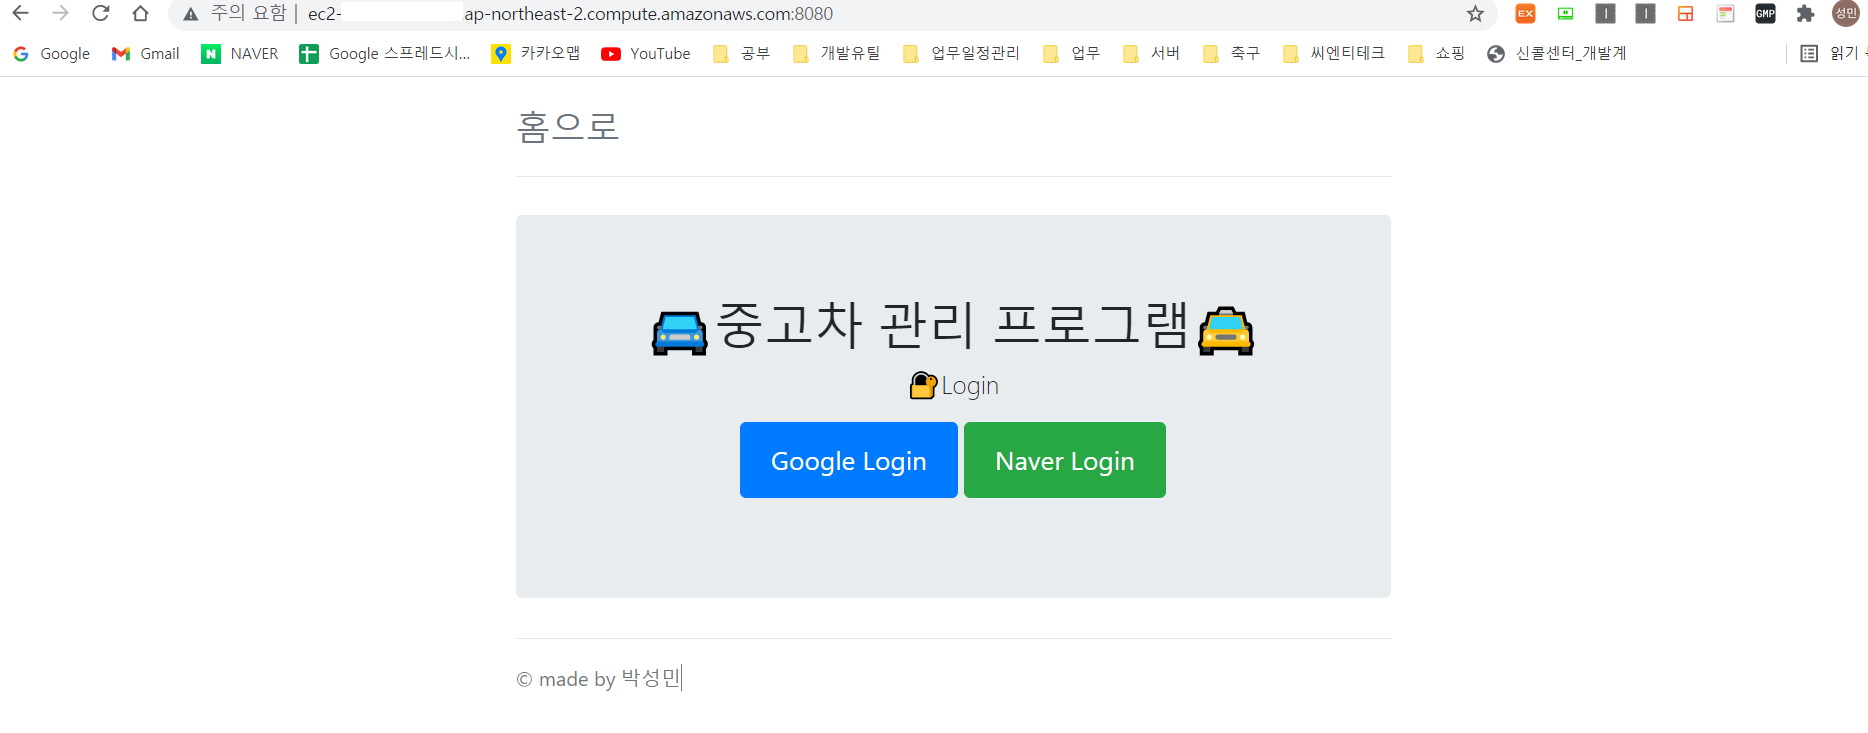 주의 요함 | ec2- ap-northeast-2.compute.amazonaws.com:8080
EX
GMP
성민
Google Gmail NAVER Google 스프레드시... 카카오맵 YouTube 공부 개발유틸 업무일정관리 업무 서버 축구 씨엔티테크 쇼핑 신콜센터_개발계 읽기
홈으로
중고차 관리 프로그램
Login
Google Login Naver Login
© made by 박성민